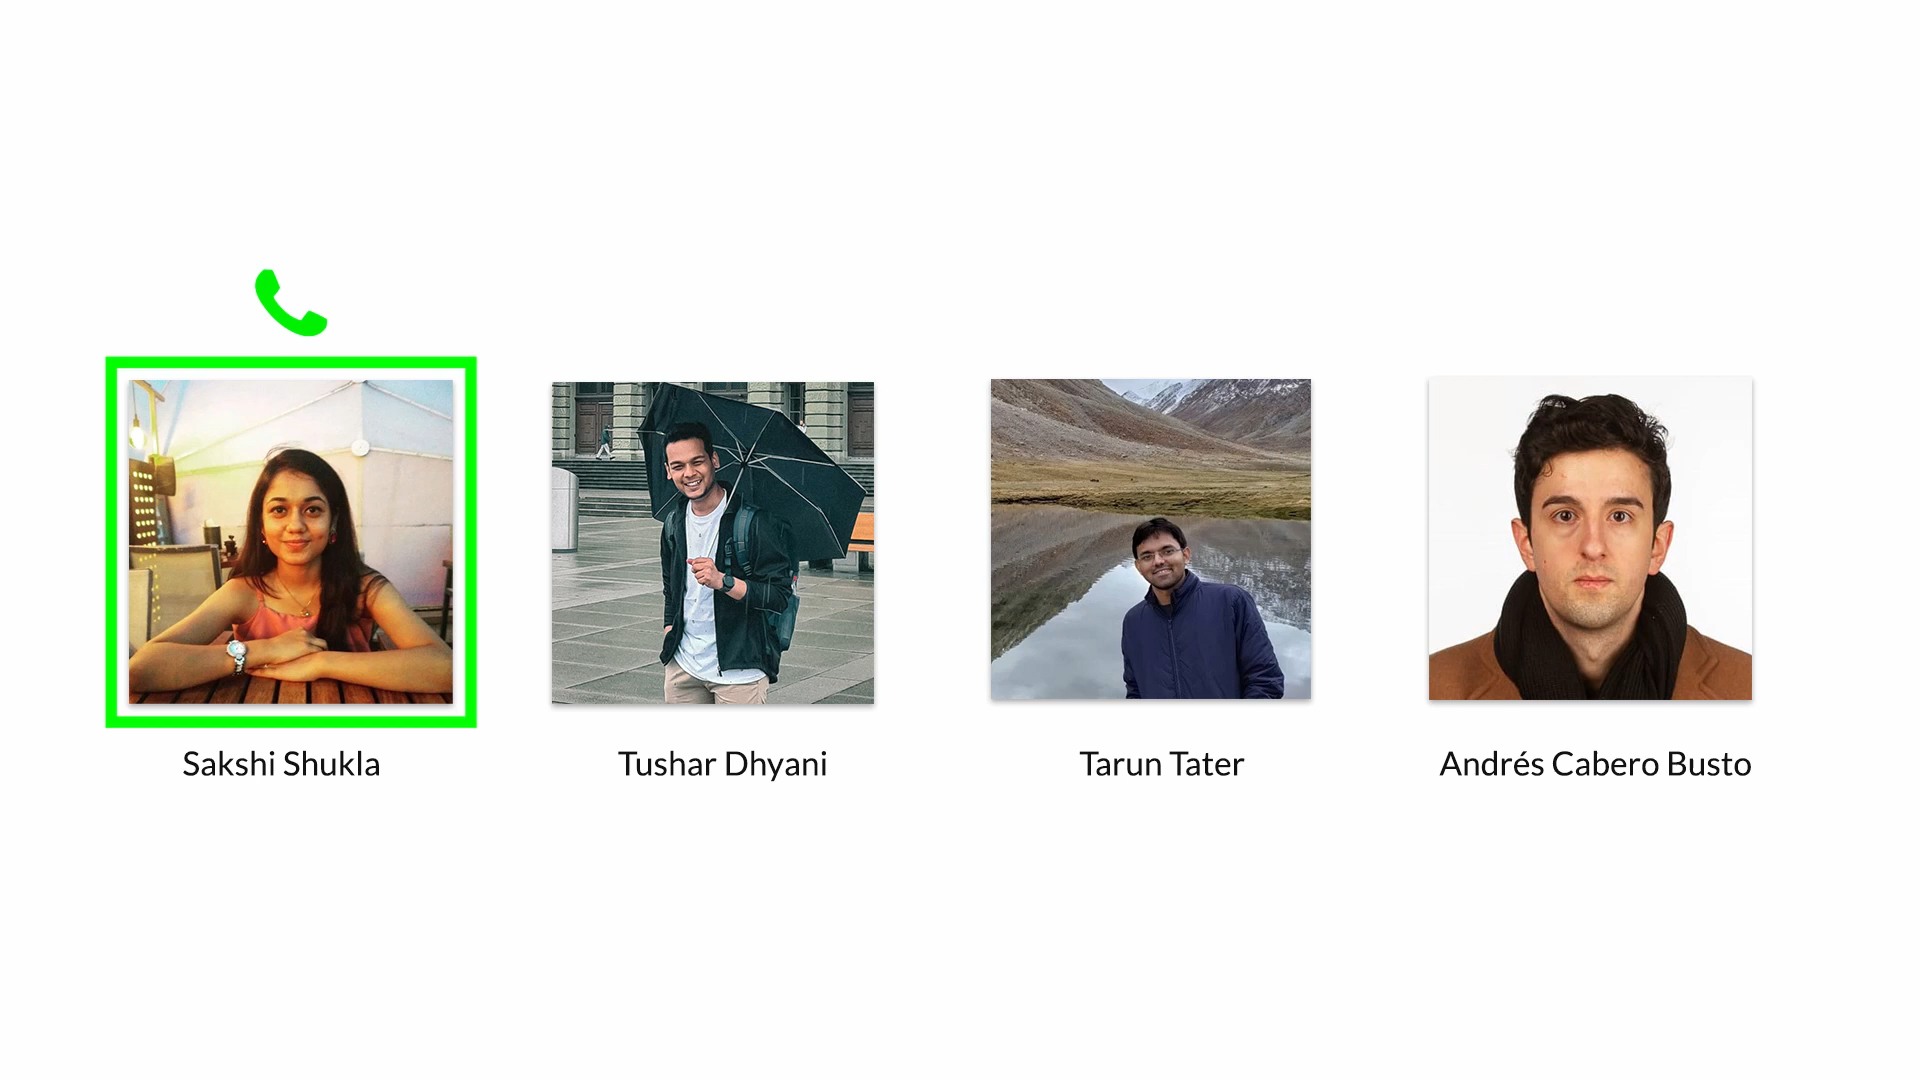 Sakshi Shukla
Tushar Dhyani
Tarun Tater
Andrés Cabero Busto